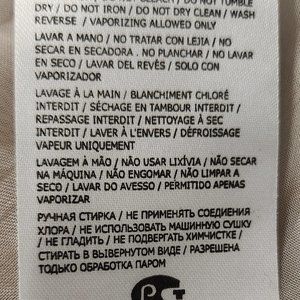 DRY / DO NOT IRON / DO NOT DRY CLEAN / WASH
REVERSE / VAPORIZING ALLOWED ONLY
LAVAR A MANO / NO TRATAR CON LEJIA / NO
SECAR EN SECADORA . NO PLANCHAR / NO LAVAR
EN SECO / LAVAR DEL REVÉS / SOLO CON
VAPORIZADOR
LAVAGE À LA MAIN / BLANCHIMENT CHLORÉ
INTERDIT / SÉCHAGE EN TAMBOUR INTERDIT /
REPASSAGE INTERDIT / NETTOYAGE À SEC
INTERDIT / LAVER À L'ENVERS / DÉFROISSAGE
VAPEUR UNIQUEMENT
LAVAGEM À MÃO / NÃO USAR LIXÍVIA / NÃO SECAR
NA MÁQUINA / NÃO ENGOMAR / NÃO LIMPAR A
SECO / LAVAR DO AVESSO / PERMITIDO APENAS
VAPORIZAR
РУЧНАЯ СТИРКА / НЕ ПРИМЕНЯТЬ СОЕДИЕНИЯ
ХЛОРА / НЕ ИСПОЛЬЗОВАТЬ МАШИННУЮ СУШКУ
/ НЕ ГЛАДИТЬ / НЕ ПОДВЕРГАТЬ ХИМЧИСТКЕ /
СТИРАТЬ В ВЫВЕРНУТОМ ВИДЕ / РАЗРЕШЕНА
ТОЛЬКО ОБРАБОТКА ПАРОМ